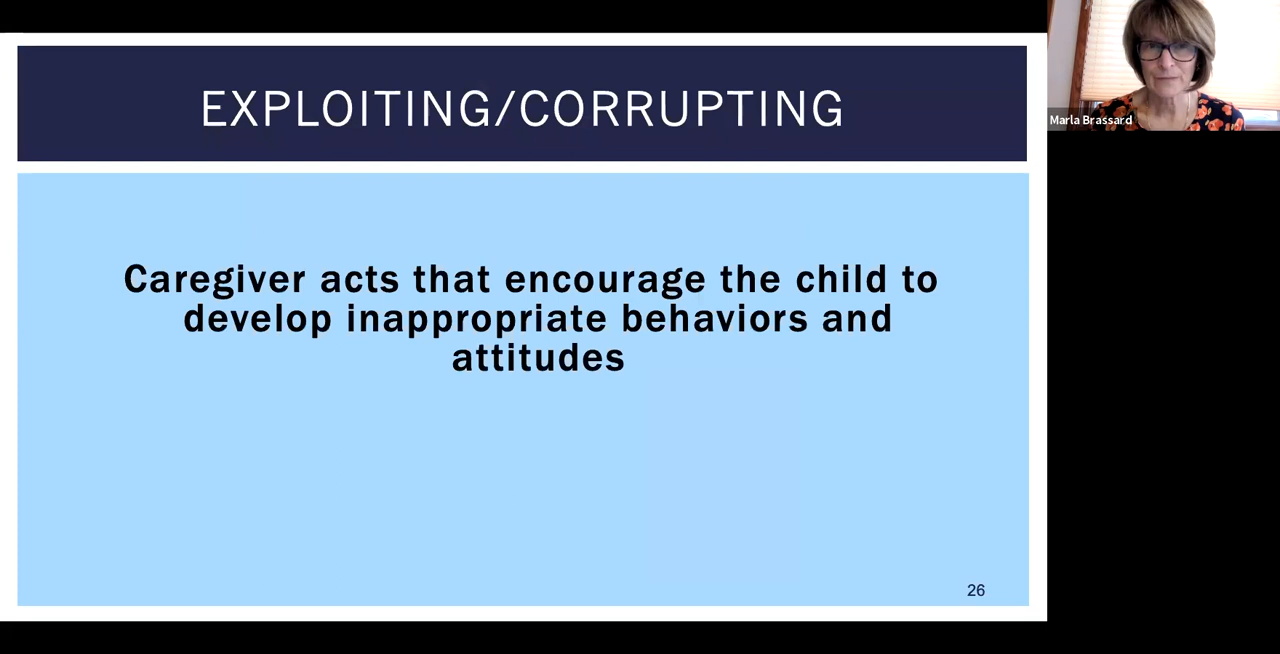 EXPLOITING/CORRUPTING
Marla Brassard
Caregiver acts that encourage the child to
develop inappropriate behaviors and
attitudes
26